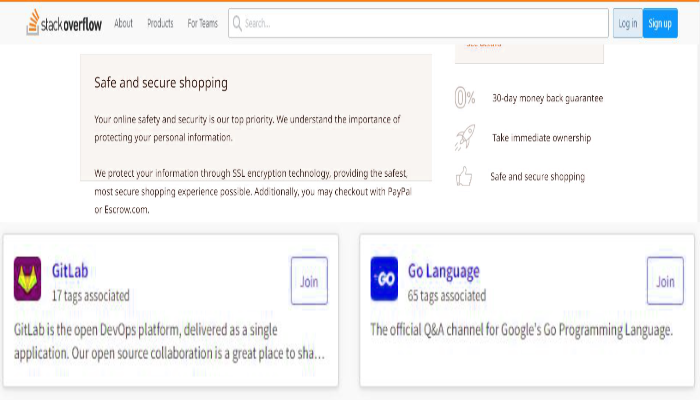 stackoverflow About Products For Teams Search... Log in Sign up
Safe and secure shopping
Your online safety and security is our top priority. We understand the importance of
protecting your personal information.
We protect your information through SSL encryption technology, providing the safest,
most secure shopping experience possible. Additionally, you may checkout with PayPal
or Escrow.com.
0% 30-day money back guarantee
Take immediate ownership
Safe and secure shopping
GitLab
17 tags associated
Join
GitLab is the open DevOps platform, delivered as a single
application. Our open source collaboration is a great place to sha...
GO
Go Language
65 tags associated
Join
The official Q&A channel for Google's Go Programming Language.